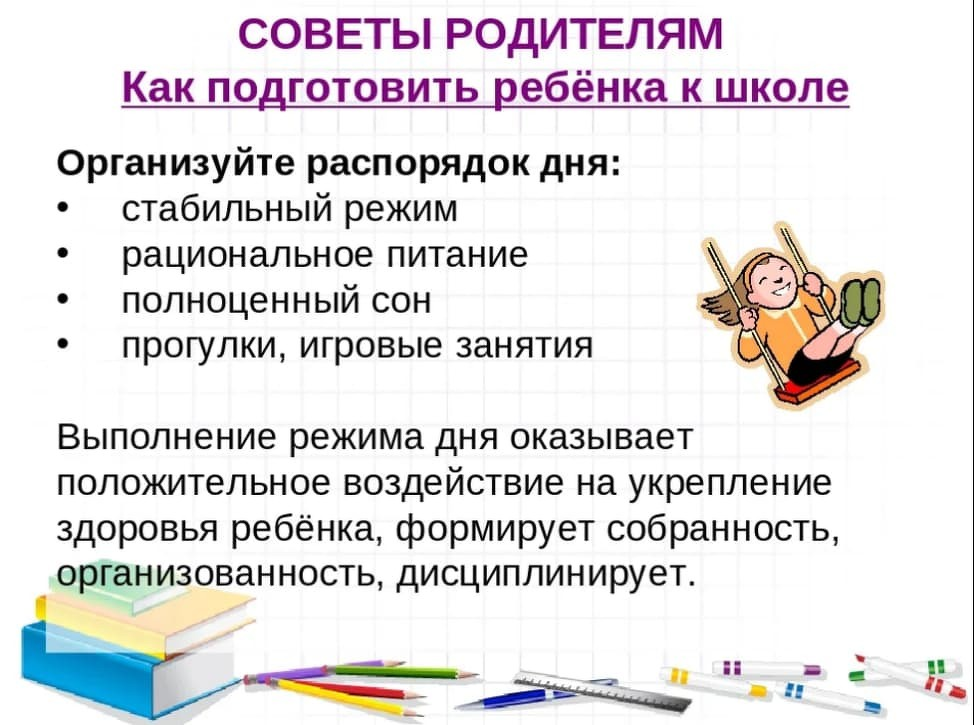 СОВЕТЫ РОДИТЕЛЯМ
Как подготовить ребёнка к школе
Организуйте распорядок дня:
• стабильный режим
• рациональное питание
• полноценный сон
• прогулки, игровые занятия
Выполнение режима дня оказывает
положительное воздействие на укрепление
здоровья ребёнка, формирует собранность,
организованность, дисциплинирует.